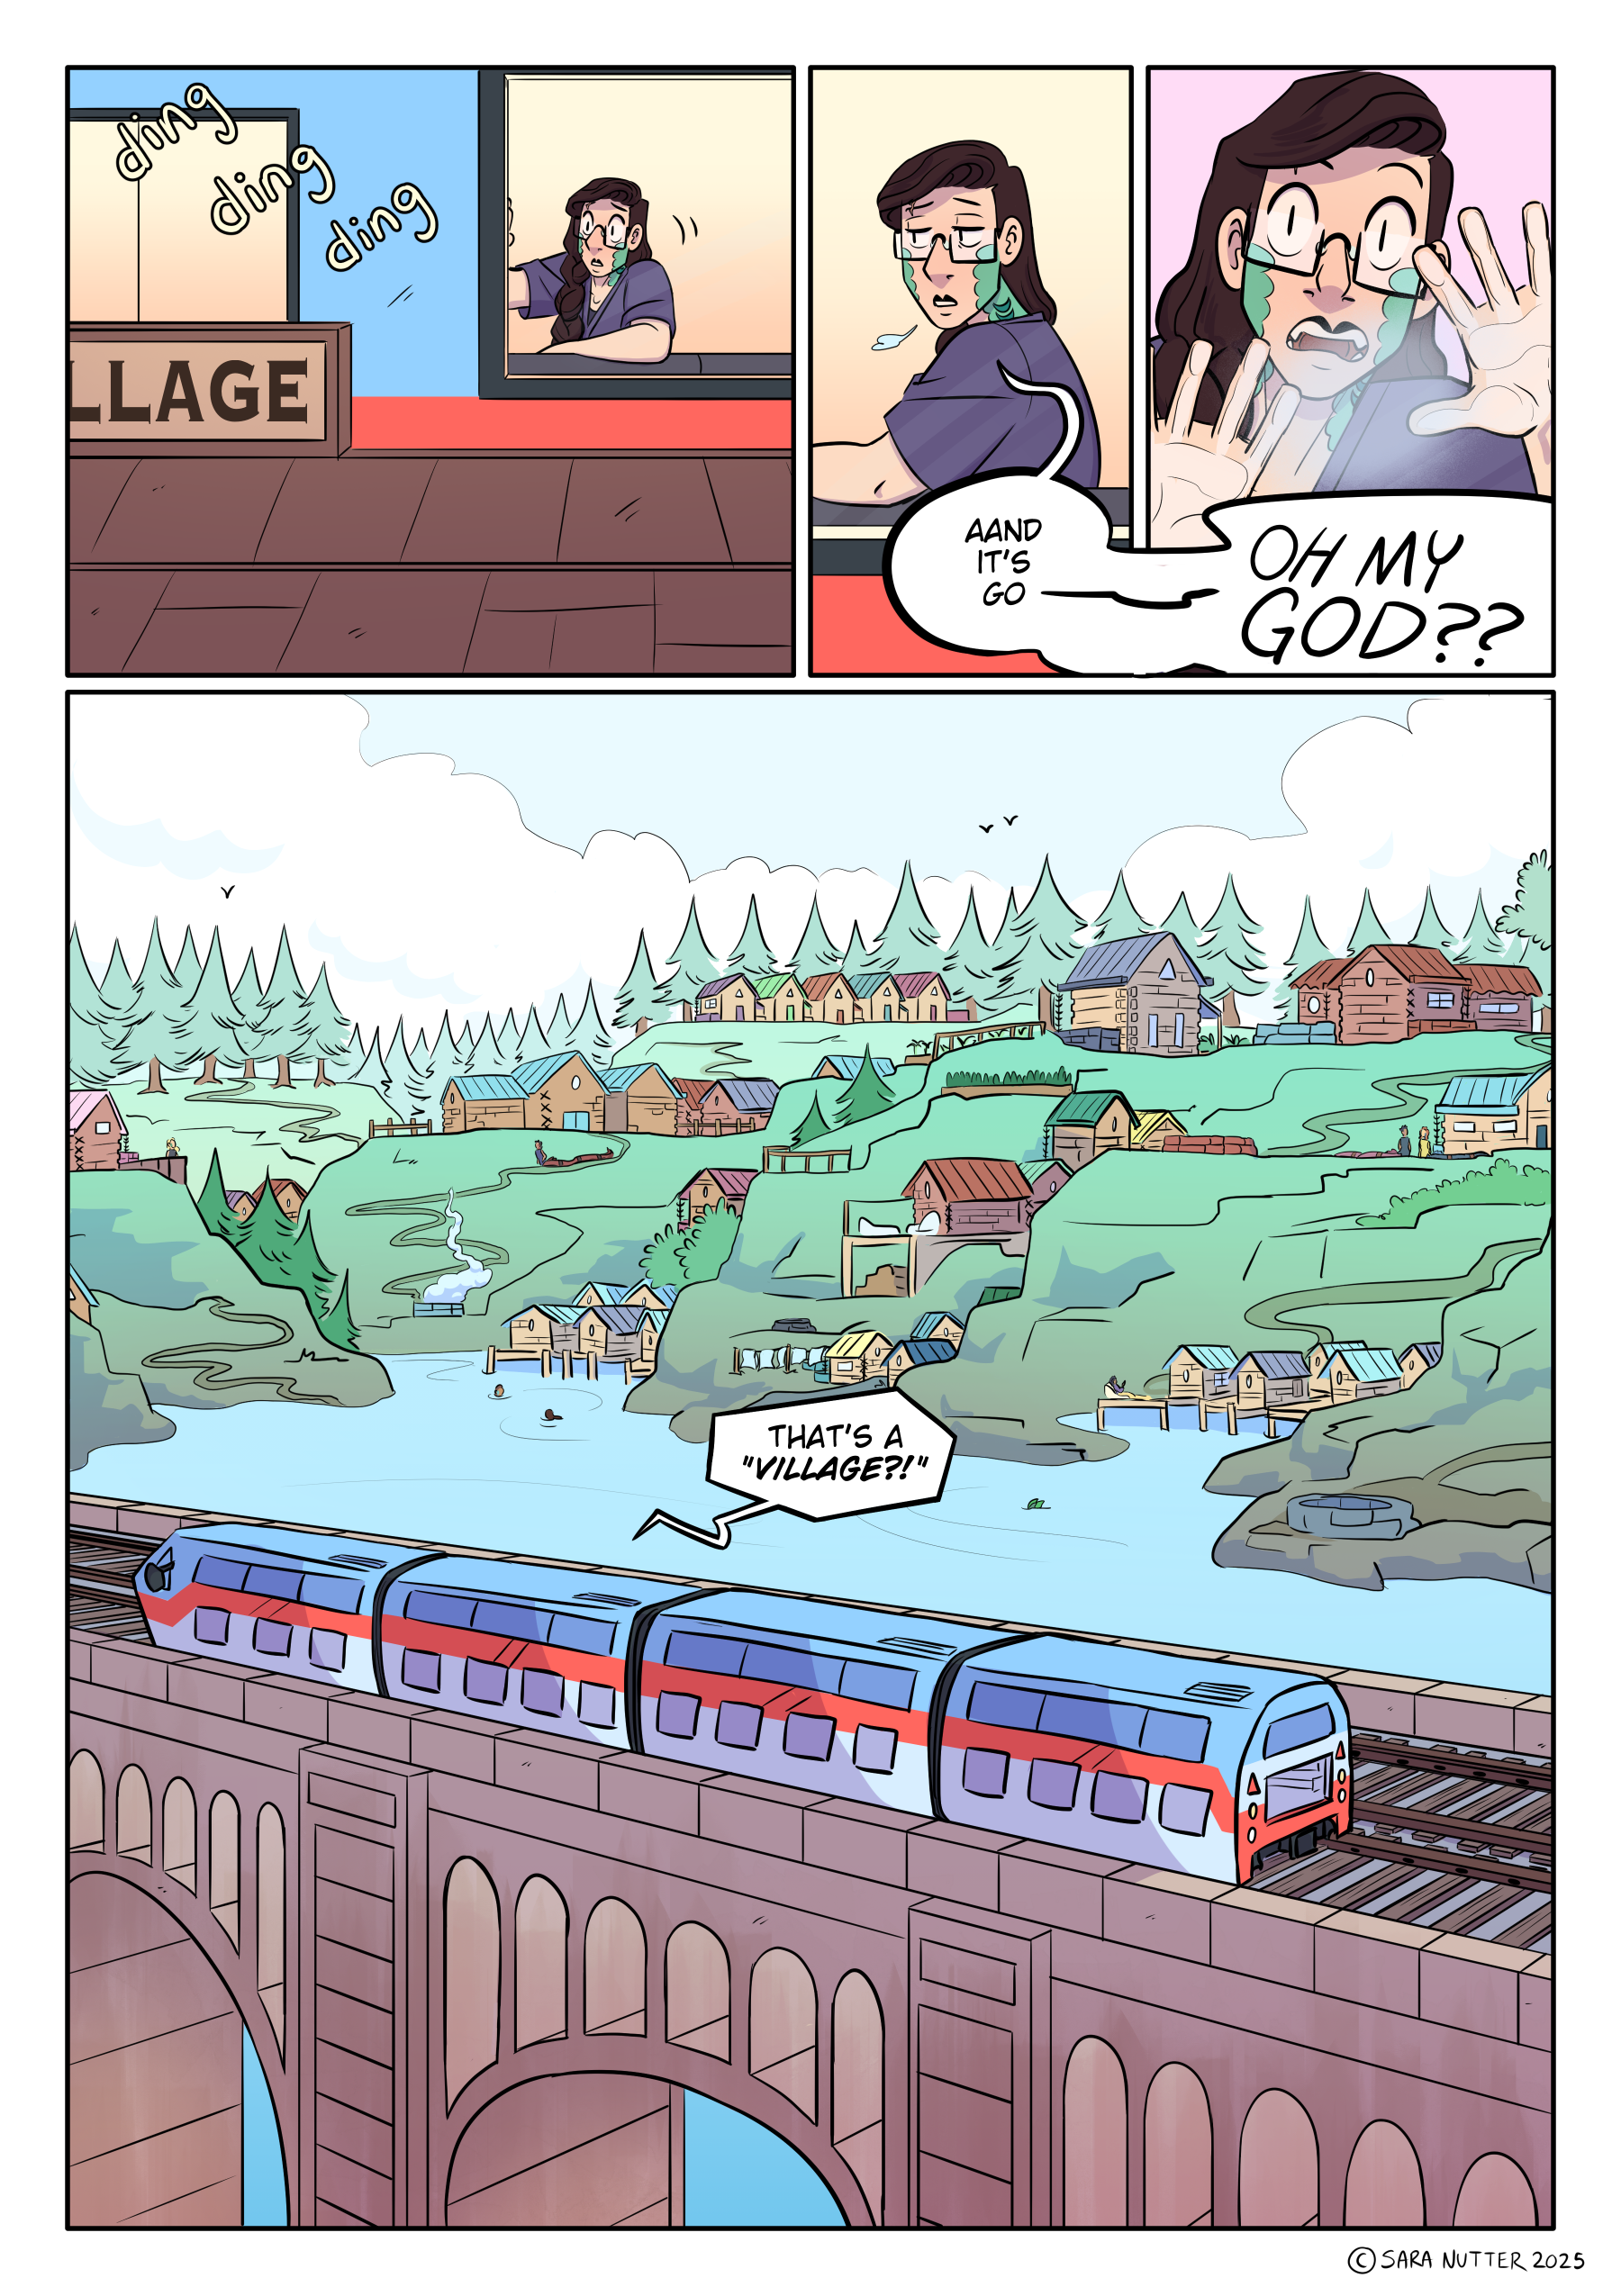 ding
ding
ding
LLAGE
AAND
IT'S
GO
OH MY
GOD??
THAT'S A
"VILLAGE?!"
© SARA NUTTER 2025